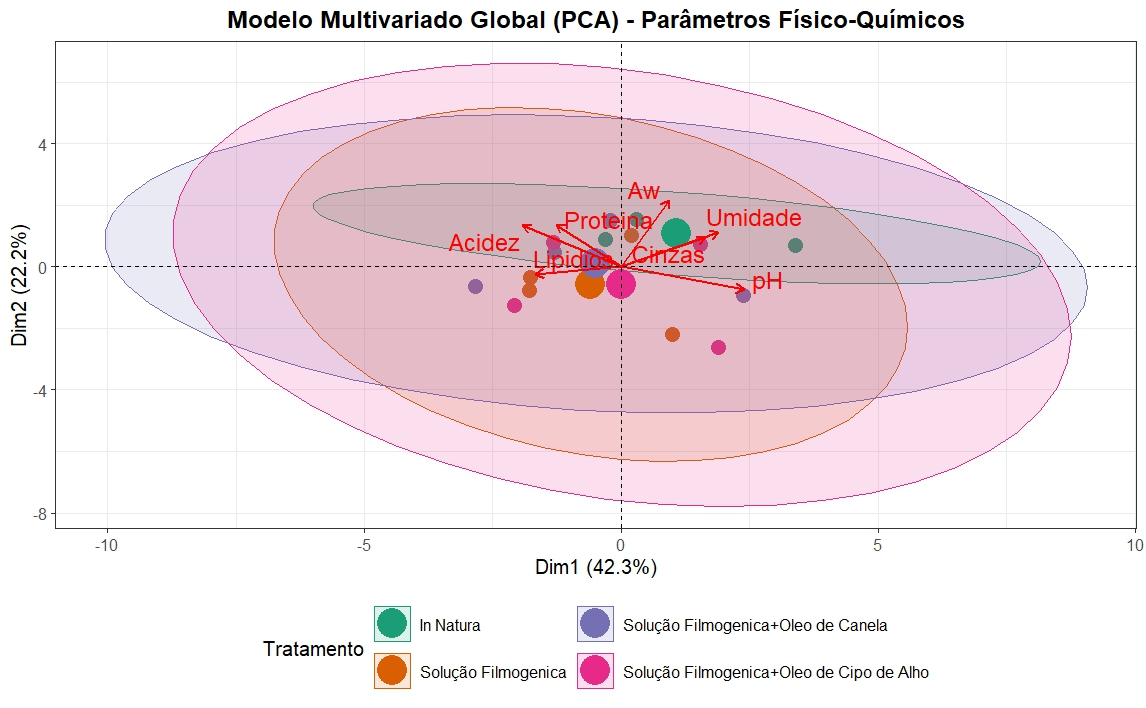 Modelo Multivariado Global (PCA) - Parâmetros Físico-Químicos
Dim2 (22.2%)
4
0
-4
-8
Aw
Proteina
Umidade
Acidez
Cinzas
Lipidios
pH
-10
-5
0
5
10
Dim1 (42.3%)
Tratamento
In Natura
Solução Filmogenica+Oleo de Canela
Solução Filmogenica
Solução Filmogenica+Oleo de Cipo de Alho